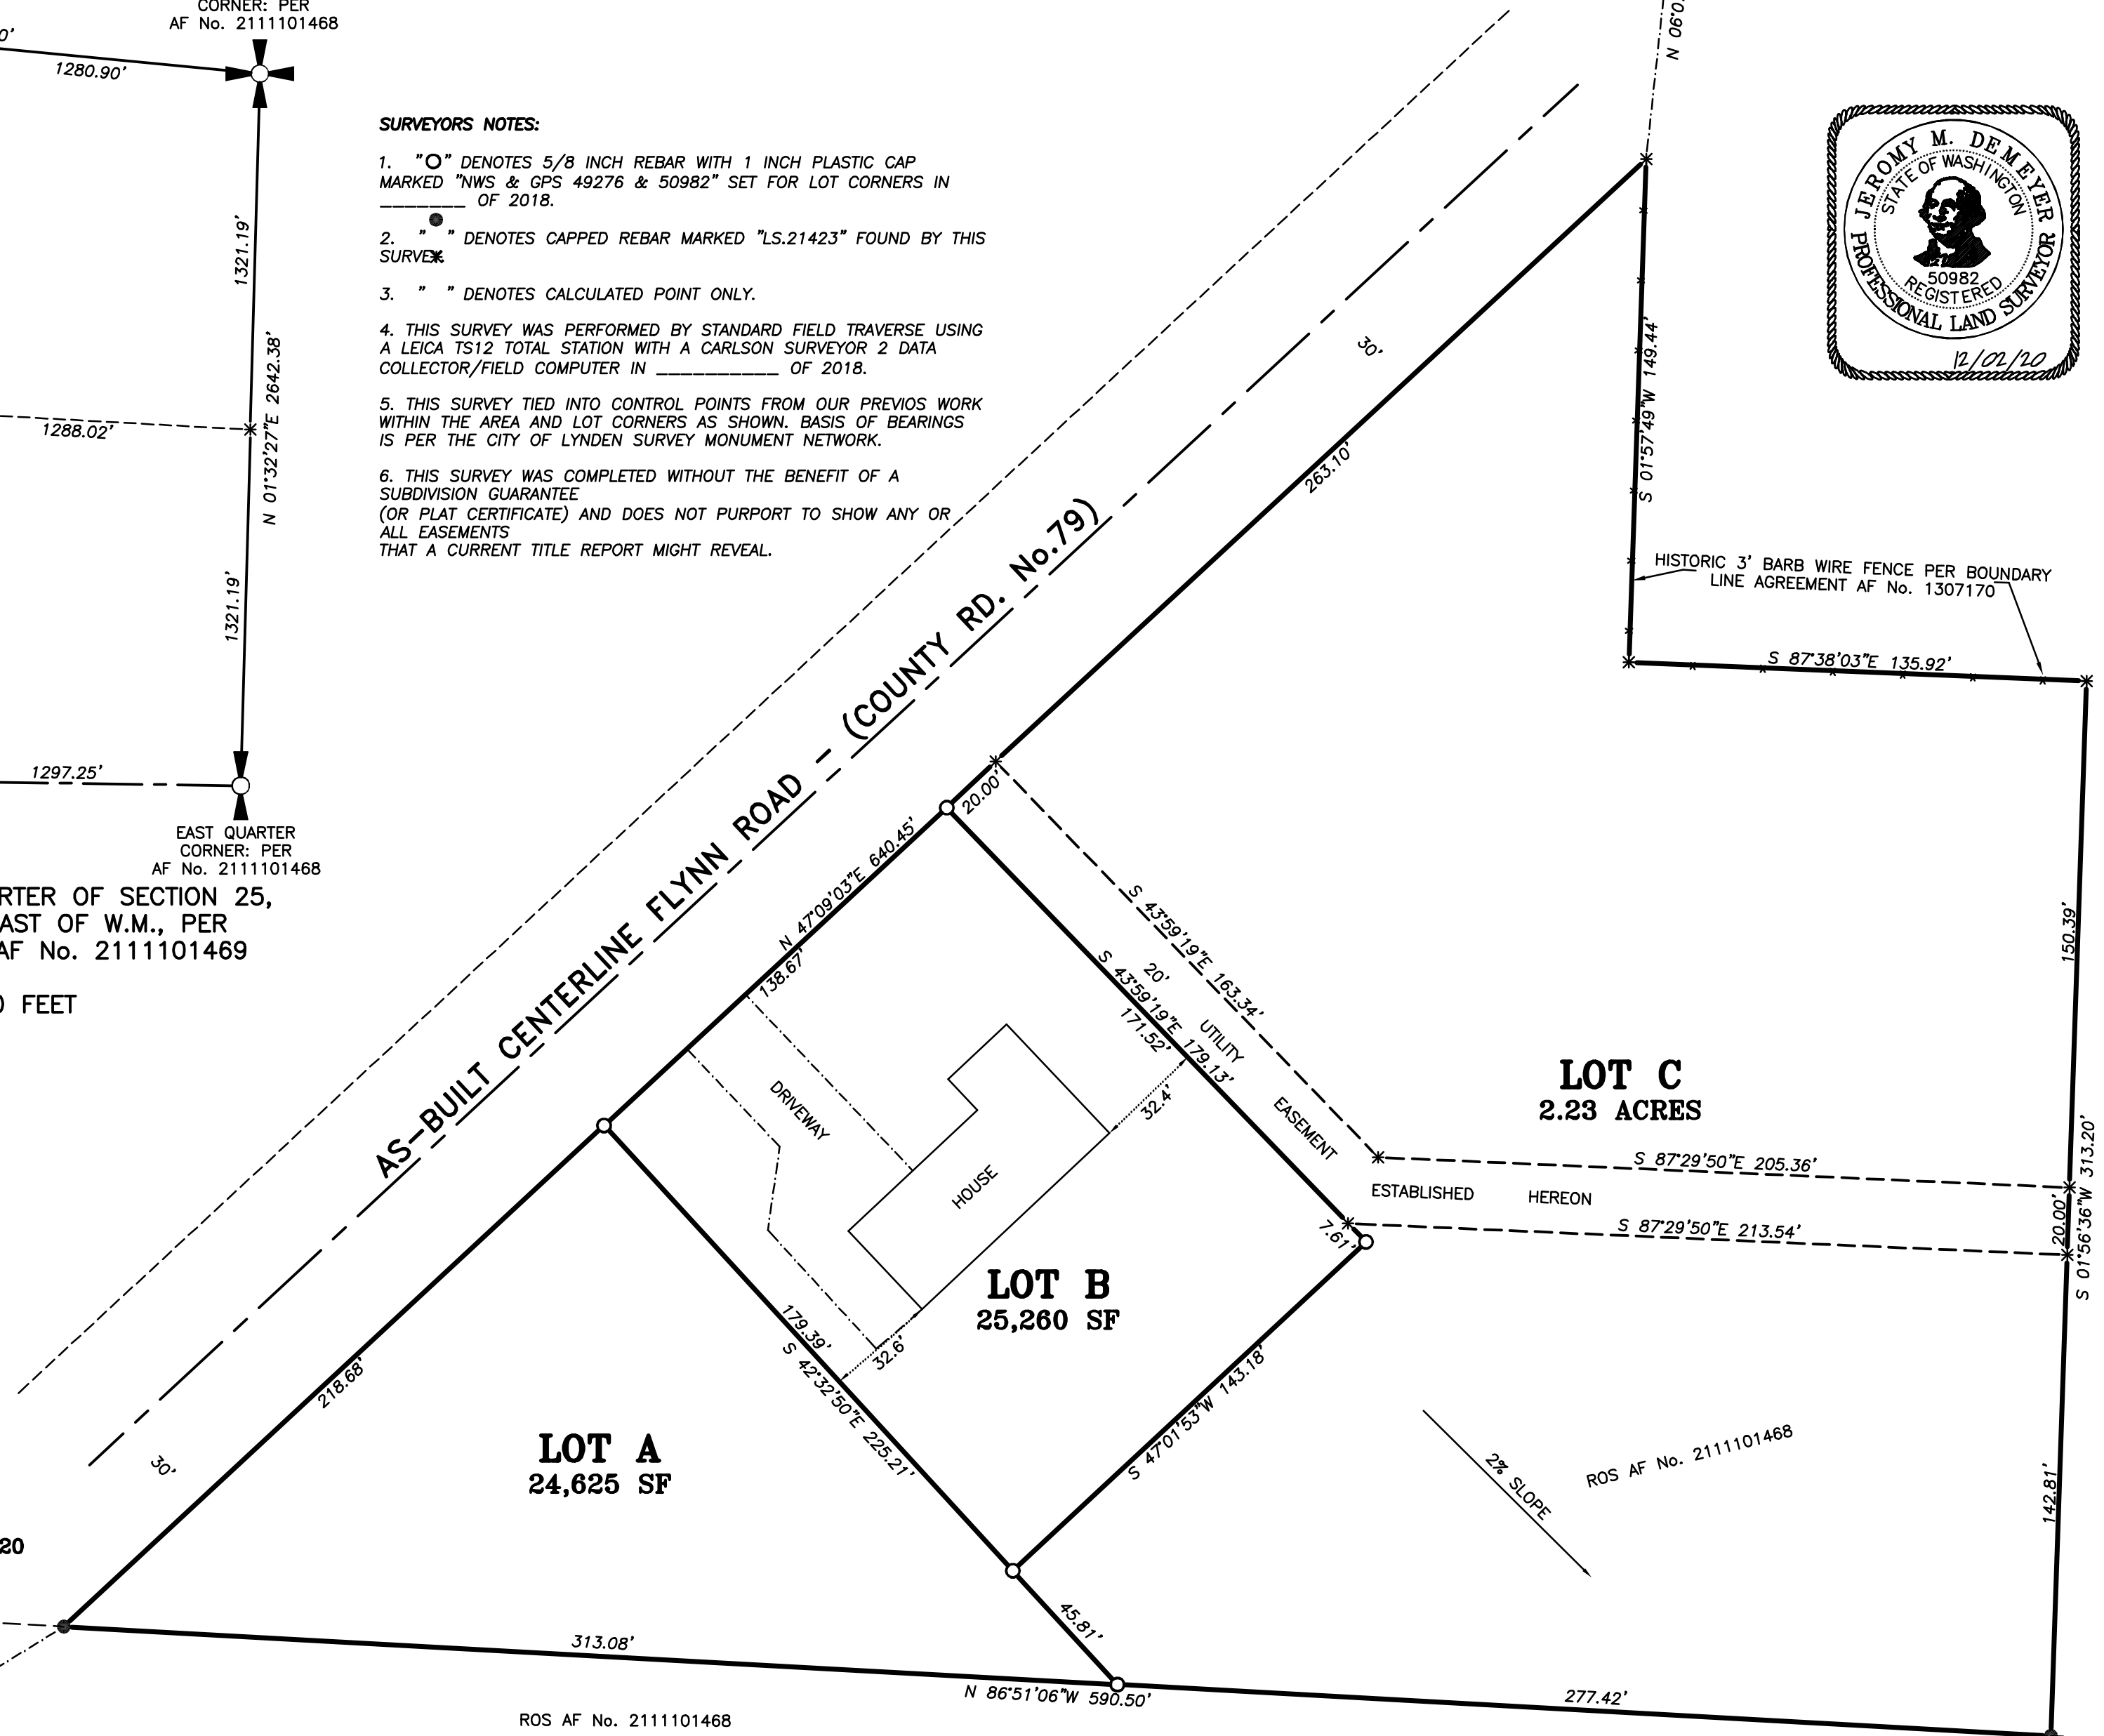 CORNER: PER
AF No. 2111101468
0'
1280.90'
1321.19'
N 01°32'27"E 2642.38'
1288.02'
1321.19'
1297.25'
EAST QUARTER
CORNER: PER
AF No. 2111101468
RTER OF SECTION 25,
AST OF W.M., PER
AF No. 2111101469
FEET
20
SURVEYORS NOTES:
1. "O" DENOTES 5/8 INCH REBAR WITH 1 INCH PLASTIC CAP
MARKED "NWS & GPS 49276 & 50982" SET FOR LOT CORNERS IN
_______ OF 2018.
2. " " DENOTES CAPPED REBAR MARKED "LS.21423" FOUND BY THIS
SURVEY.
3. " " DENOTES CALCULATED POINT ONLY.
4. THIS SURVEY WAS PERFORMED BY STANDARD FIELD TRAVERSE USING
A LEICA TS12 TOTAL STATION WITH A CARLSON SURVEYOR 2 DATA
COLLECTOR/FIELD COMPUTER IN __________ OF 2018.
5. THIS SURVEY TIED INTO CONTROL POINTS FROM OUR PREVIOS WORK
WITHIN THE AREA AND LOT CORNERS AS SHOWN. BASIS OF BEARINGS
IS PER THE CITY OF LYNDEN SURVEY MONUMENT NETWORK.
6. THIS SURVEY WAS COMPLETED WITHOUT THE BENEFIT OF A
SUBDIVISION GUARANTEE
(OR PLAT CERTIFICATE) AND DOES NOT PURPORT TO SHOW ANY OR
ALL EASEMENTS
THAT A CURRENT TITLE REPORT MIGHT REVEAL.
JEROMY M. DEMEYER
STATE OF WASHINGTON
50982
REGISTERED
PROFESSIONAL LAND SURVEYOR
12/02/20
N 06°0
30'
263.10'
S 01°57'49"W 149.44'
HISTORIC 3' BARB WIRE FENCE PER BOUNDARY
LINE AGREEMENT AF No. 1307170
S 87°38'03"E 135.92'
AS-BUILT CENTERLINE FLYNN ROAD - (COUNTY RD. No.79)
20.00'
N 47°09'03"E 640.45'
138.67'
S 43°59'19"E 163.34'
20'
S 43°59'19"E 179.13'
171.52'
UTILITY
EASEMENT
ESTABLISHED HEREON
150.39'
LOT C
2.23 ACRES
S 87°29'50"E 205.36'
S 87°29'50"E 213.54'
20.00'
S 01°56'36"W 313.20'
DRIVEWAY
32.4'
HOUSE
7.61'
LOT B
25,260 SF
179.39'
32.6'
S 42°32'50"E 225.21'
218.68'
S 47°01'53"W 143.18'
LOT A
24,625 SF
30'
2% SLOPE
ROS AF No. 2111101468
142.81'
45.81'
313.08'
N 86°51'06"W 590.50'
277.42'
ROS AF No. 2111101468